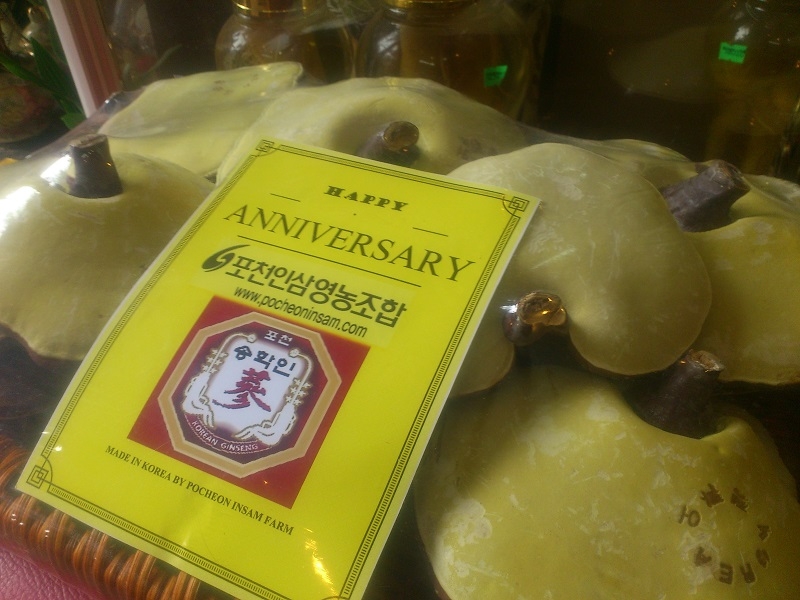 HAPPY
ANNIVERSARY
포천인삼영농조합
www.pocheoninsam.com
포천
송화인
蔘
KOREAN GINSENG
MADE IN KOREA BY POCHEON INSAM FARM
KOREA